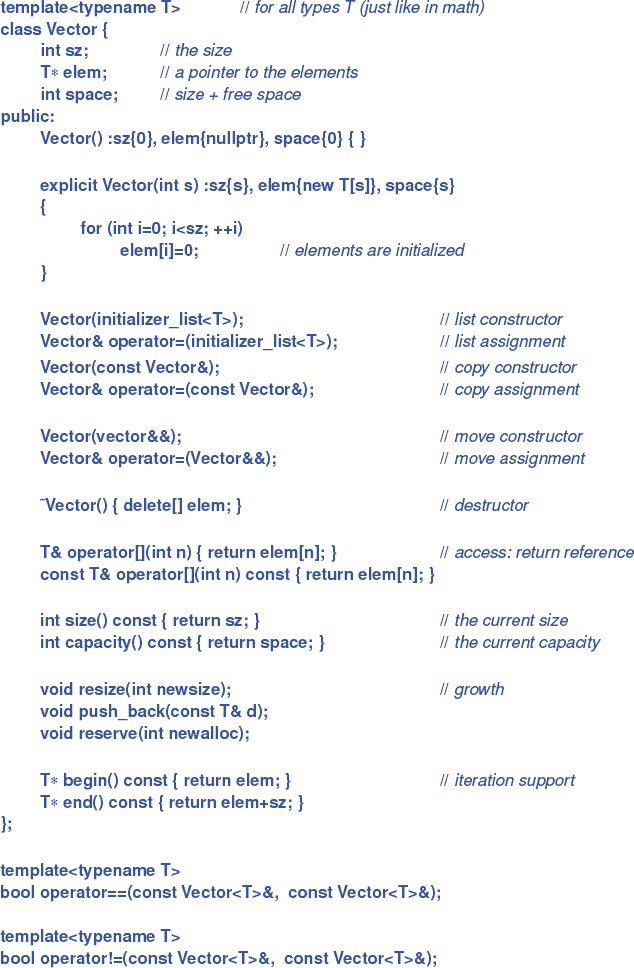 template<typename T> // for all types T (just like in math)
class Vector {
int sz; // the size
T* elem; // a pointer to the elements
int space; // size + free space
public:
Vector() :sz{0}, elem{nullptr}, space{0} { }
explicit Vector(int s) :sz{s}, elem{new T[s]}, space{s}
{
for (int i=0; i<sz; ++i)
elem[i]=0; // elements are initialized
}
Vector(initializer_list<T>); // list constructor
Vector& operator=(initializer_list<T>); // list assignment
Vector(const Vector&); // copy constructor
Vector& operator=(const Vector&); // copy assignment
Vector(vector&&); // move constructor
Vector& operator=(Vector&&); // move assignment
~Vector() { delete[] elem; } // destructor
T& operator[](int n) { return elem[n]; } // access: return reference
const T& operator[](int n) const { return elem[n]; }
int size() const { return sz; } // the current size
int capacity() const { return space; } // the current capacity
void resize(int newsize); // growth
void push_back(const T& d);
void reserve(int newalloc);
T* begin() const { return elem; } // iteration support
T* end() const { return elem+sz; }
};
template<typename T>
bool operator==(const Vector<T>&, const Vector<T>&);
template<typename T>
bool operator!=(const Vector<T>&, const Vector<T>&);